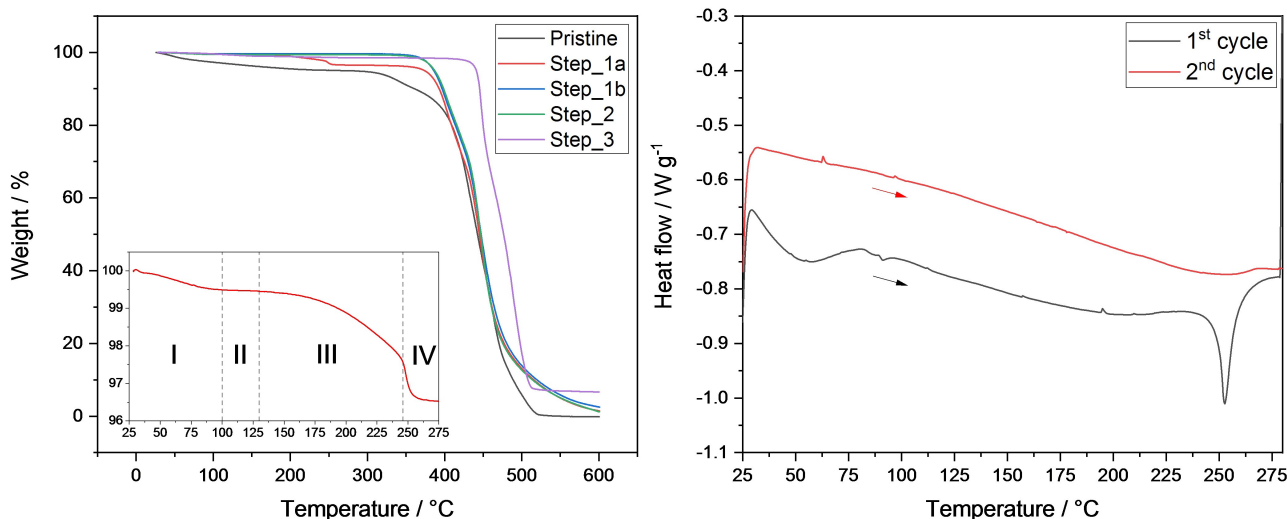 Pristine
Step_1a
Step_1b
Step_2
Step_3
Weight / %
100
80
60
40
20
0
100
99
98
97
96
I
II
III
IV
25 50 75 100 125 150 175 200 225 250 275
0 100 200 300 400 500 600
Temperature / °C
1st cycle
2nd cycle
Heat flow / W g-1
-0.3
-0.4
-0.5
-0.6
-0.7
-0.8
-0.9
-1.0
-1.1
25 50 75 100 125 150 175 200 225 250 275
Temperature / °C